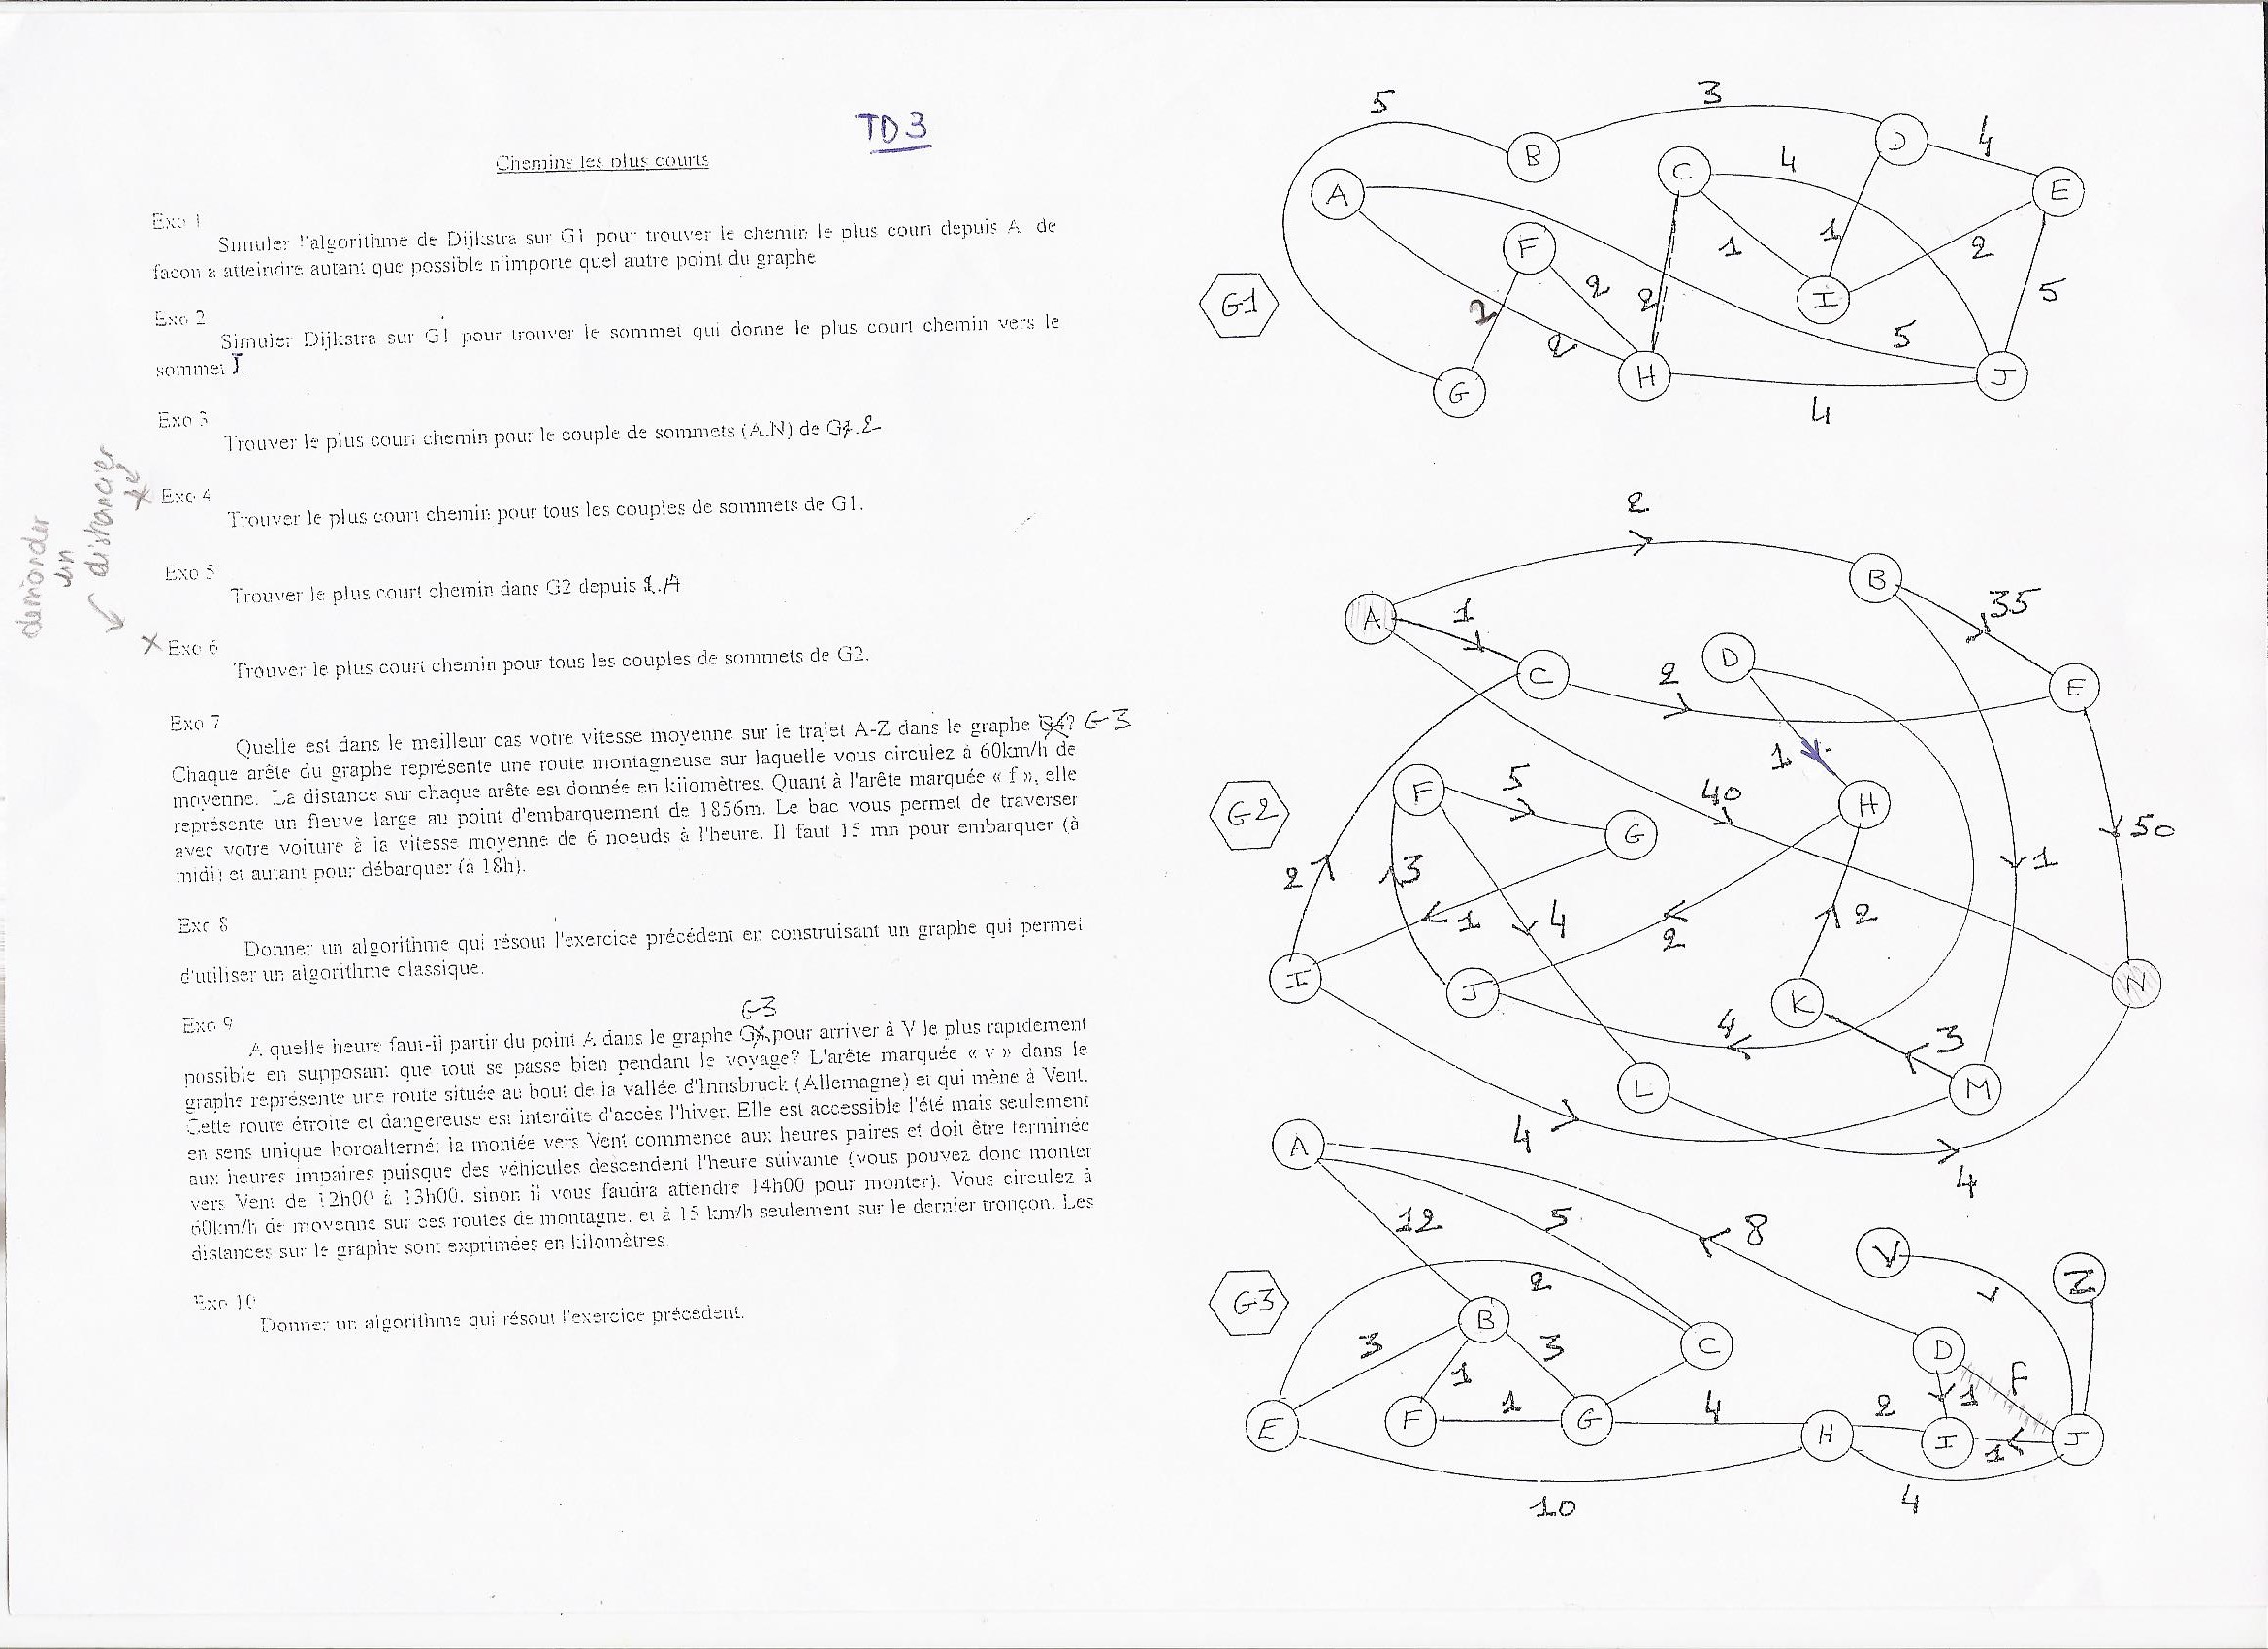 TD3
Chemins les plus courts
Exo 1
Simuler l'algorithme de Dijkstra sur G1 pour trouver le chemin le plus court depuis A de
facon a atteindre autant que possible n'importe quel autre point du graphe
Exo 2
Simuler Dijkstra sur G1 pour trouver le sommet qui donne le plus court chemin vers le
sommet J.
Exo 3
Trouver le plus court chemin pour le couple de sommets (A.N) de G2
demander
un
distancier
Exo 4
Trouver le plus court chemin pour tous les couples de sommets de G1.
Exo 5
Trouver le plus court chemin dans G2 depuis A
X Exo 6
Trouver le plus court chemin pour tous les couples de sommets de G2.
Exo 7
Quelle est dans le meilleur cas votre vitesse moyenne sur le trajet A-Z dans le graphe ? G3
Chaque arête du graphe représente une route montagneuse sur laquelle vous circulez à 60km/h de
moyenne. La distance sur chaque arête est donnée en kilomètres. Quant à l'arête marquée « f », elle
représente un fleuve large au point d'embarquement de 1856m. Le bac vous permet de traverser
avec votre voiture à la vitesse moyenne de 6 noeuds à l'heure. Il faut 15 mn pour embarquer (à
midi) et autant pour débarquer (à 18h).
Exo 8
Donner un algorithme qui résout l'exercice précédent en construisant un graphe qui permet
d'utiliser un algorithme classique.
G3
Exo 9
A quelle heure faut-il partir du point A dans le graphe pour arriver à V le plus rapidement
possible en supposant que tout se passe bien pendant le voyage? L'arête marquée « v » dans le
graphe représente une route située au bout de la vallée d'Innsbruck (Allemagne) et qui mène à Vent.
Cette route étroite et dangereuse est interdite d'accès l'hiver. Elle est accessible l'été mais seulement
en sens unique horoalterné: la montée vers Vent commence aux heures paires et doit être terminée
aux heures impaires puisque des véhicules descendent l'heure suivante (vous pouvez donc monter
vers Vent de 12h00 à 13h00. sinon il vous faudra attendre 14h00 pour monter). Vous circulez à
60km/h de moyenne sur ces routes de montagne. et à 15 km/h seulement sur le dernier tronçon. Les
distances sur le graphe sont exprimées en kilomètres.
Exo 10
Donner un algorithme qui résout l'exercice précédent.
5
3
B
D
4
A
C
4
E
F
1
1
2
G1
2
2
2
I
5
2
5
G
H
J
4
2
B
A
1
35
C
2
D
E
1
F
5
40
H
G2
G
50
2
3
1
1
4
2
2
I
J
K
N
4
3
L
M
4
4
A
12
5
8
V
Z
v
G3
2
B
3
3
C
D
1
F
E
F
1
G
4
H
2
1
I
1
J
10
4